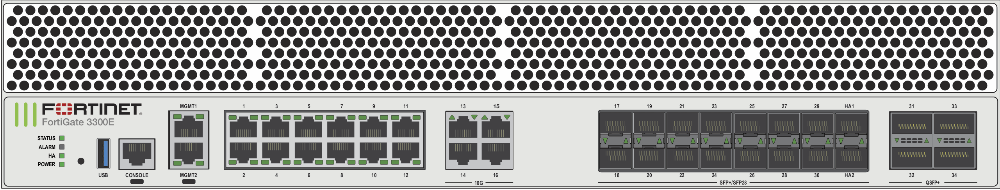 FORTINET®
FortiGate 3300E
STATUS
ALARM
HA
POWER
USB
CONSOLE
MGMT1
MGMT2
1 3 5 7 9 11
2 4 6 8 10 12
13 15
14 16
10G
17 19 21 23 25 27 29 HA1
18 20 22 24 26 28 30 HA2
SFP+/SFP28
31 33
32 34
QSFP+